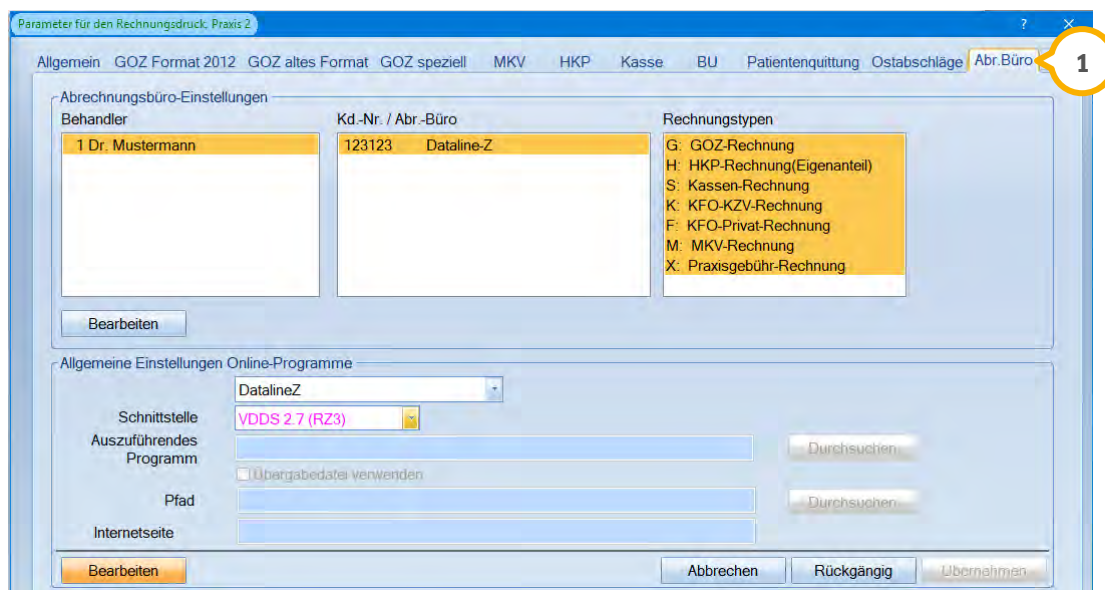 Parameter für den Rechnungsdruck, Praxis 2 ? ×
Allgemein GOZ Format 2012 GOZ altes Format GOZ speziell MKV HKP Kasse BU Patientenquittung Ostabschläge Abr.Büro
1
Abrechnungsbüro-Einstellungen
Behandler Kd.-Nr. / Abr.-Büro Rechnungstypen
1 Dr. Mustermann 123123 Dataline-Z G: GOZ-Rechnung
H: HKP-Rechnung(Eigenanteil)
S: Kassen-Rechnung
K: KFO-KZV-Rechnung
F: KFO-Privat-Rechnung
M: MKV-Rechnung
X: Praxisgebühr-Rechnung
Bearbeiten
Allgemeine Einstellungen Online-Programme
DatalineZ
Schnittstelle VDDS 2.7 (RZ3)
Auszuführendes
Programm Durchsuchen
Übergabedatei verwenden
Pfad Durchsuchen
Internetseite
Bearbeiten Abbrechen Rückgängig Übernehmen